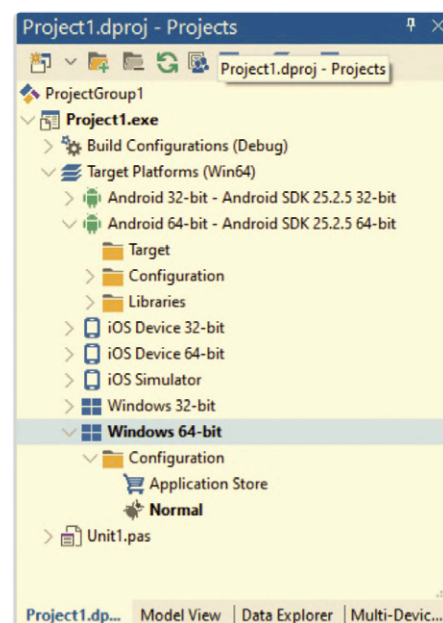 Project1.dproj - Projects
Project1.dproj - Projects
ProjectGroup1
Project1.exe
Build Configurations (Debug)
Target Platforms (Win64)
Android 32-bit - Android SDK 25.2.5 32-bit
Android 64-bit - Android SDK 25.2.5 64-bit
Target
Configuration
Libraries
iOS Device 32-bit
iOS Device 64-bit
iOS Simulator
Windows 32-bit
Windows 64-bit
Configuration
Application Store
Normal
Unit1.pas
Project1.dp... Model View Data Explorer Multi-Devic...